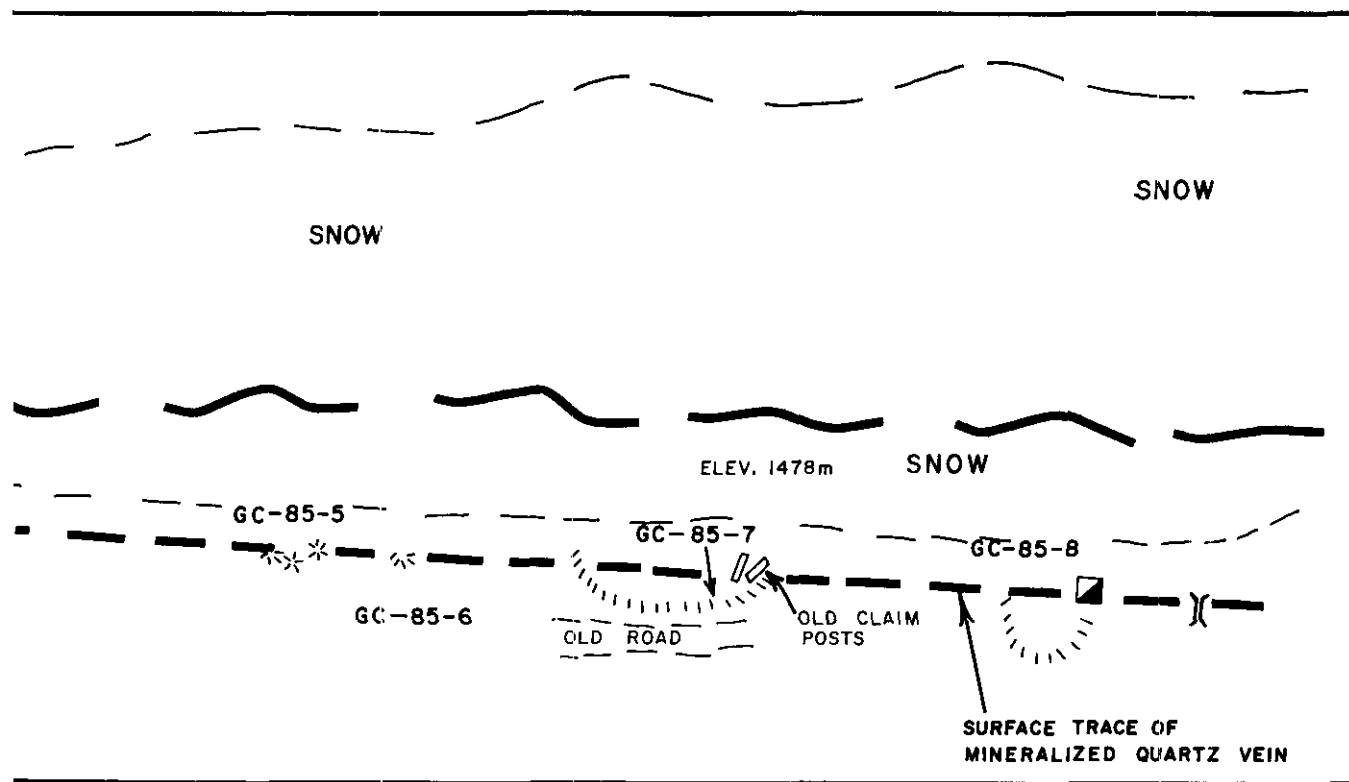 SNOW
SNOW
ELEV. 1478m
SNOW
GC-85-5
GC-85-7
GC-85-8
GC-85-6
OLD ROAD
OLD CLAIM
POSTS
SURFACE TRACE OF
MINERALIZED QUARTZ VEIN